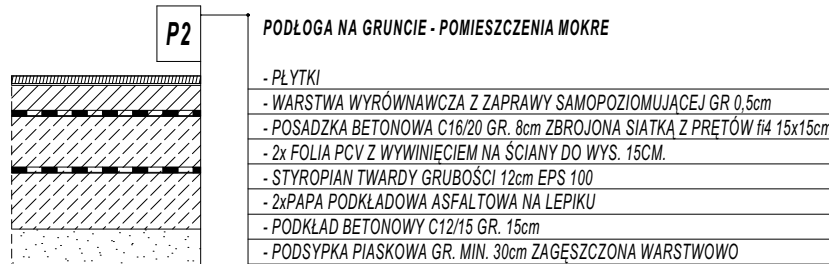 P2
PODŁOGA NA GRUNCIE - POMIESZCZENIA MOKRE
- PŁYTKI
- WARSTWA WYRÓWNAWCZA Z ZAPRAWY SAMOPOZIOMUJĄCEJ GR 0,5cm
- POSADZKA BETONOWA C16/20 GR. 8cm ZBROJONA SIATKĄ Z PRĘTÓW fi4 15x15cm
- 2x FOLIA PCV Z WYWINIĘCIEM NA ŚCIANY DO WYS. 15CM.
- STYROPIAN TWARDY GRUBOŚCI 12cm EPS 100
- 2xPAPA PODKŁADOWA ASFALTOWA NA LEPIKU
- PODKŁAD BETONOWY C12/15 GR. 15cm
- PODSYPKA PIASKOWA GR. MIN. 30cm ZAGĘSZCZONA WARSTWOWO